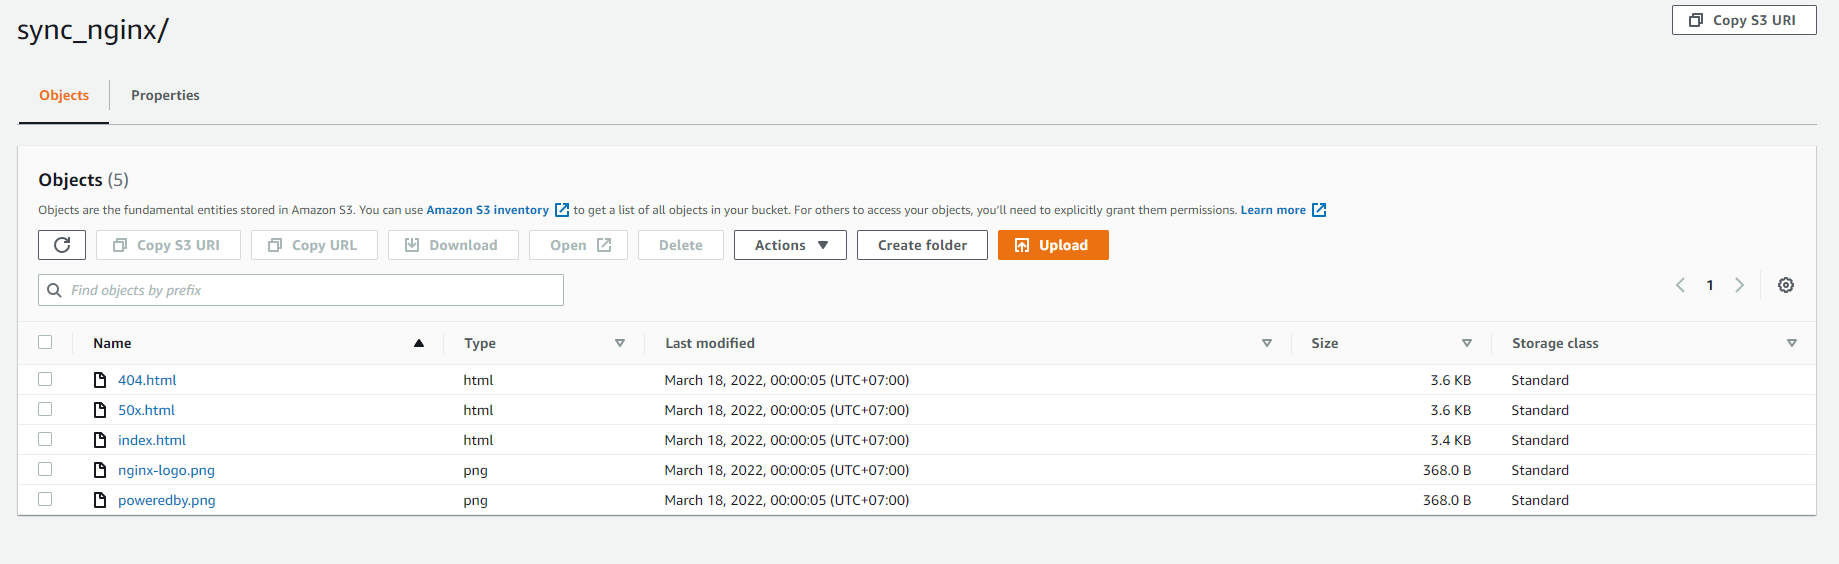 sync_nginx/
Copy S3 URI
Objects
Properties
Objects (5)
Objects are the fundamental entities stored in Amazon S3. You can use Amazon S3 inventory to get a list of all objects in your bucket. For others to access your objects, you'll need to explicitly grant them permissions. Learn more
Copy S3 URI Copy URL Download Open Delete Actions Create folder Upload
Find objects by prefix
1
Name Type Last modified Size Storage class
404.html html March 18, 2022, 00:00:05 (UTC+07:00) 3.6 KB Standard
50x.html html March 18, 2022, 00:00:05 (UTC+07:00) 3.6 KB Standard
index.html html March 18, 2022, 00:00:05 (UTC+07:00) 3.4 KB Standard
nginx-logo.png png March 18, 2022, 00:00:05 (UTC+07:00) 368.0 B Standard
poweredby.png png March 18, 2022, 00:00:05 (UTC+07:00) 368.0 B Standard